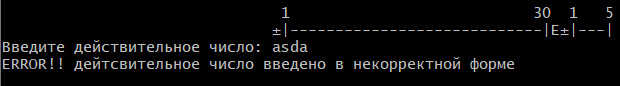 1 30 1 5
±|----------------------------|E±|---|
Введите действительное число: asda
ERROR!! дейтсвительное число введено в некорректной форме